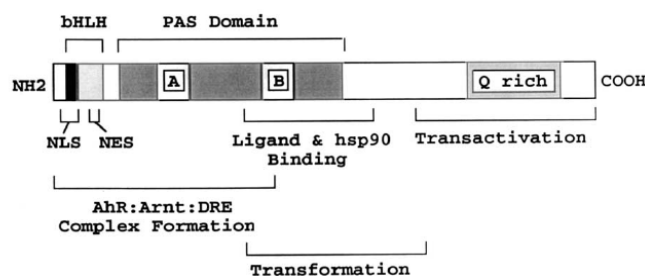 bHLH PAS Domain
NH2 A B Q rich COOH
NLS NES Ligand & hsp90 Transactivation
Binding
AhR:Arnt:DRE
Complex Formation
Transformation